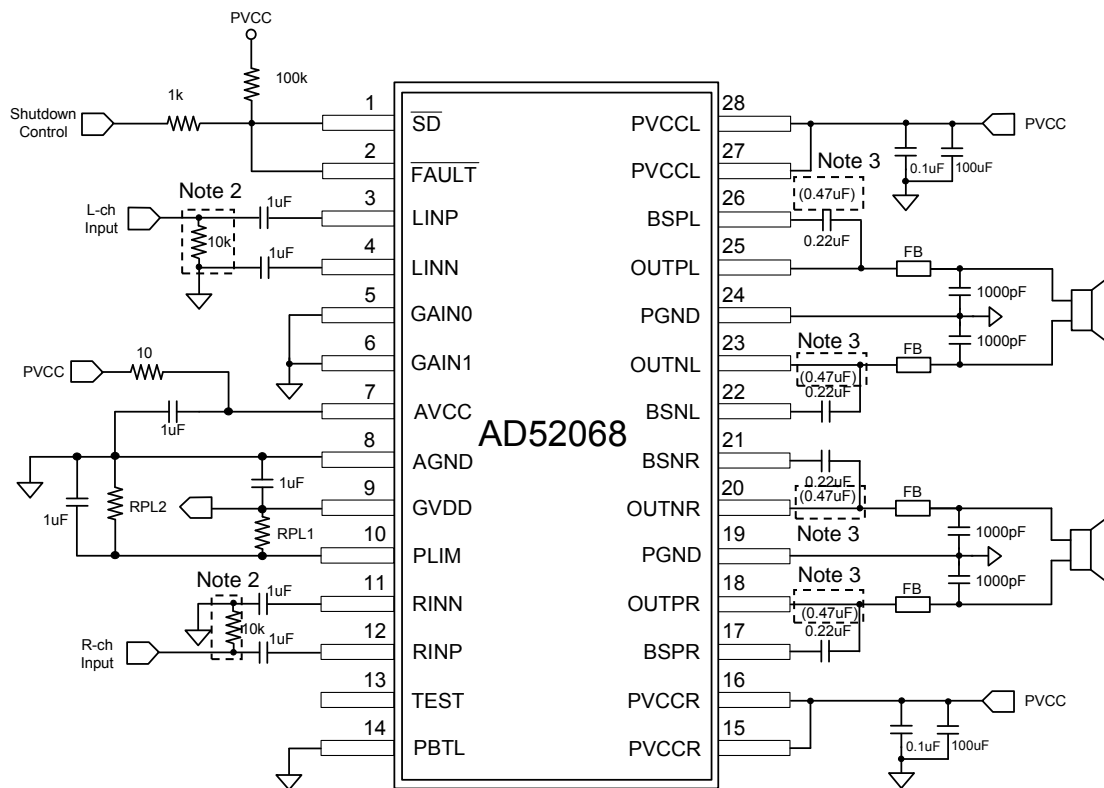 PVCC
100k
1k
Shutdown
Control
1
SD
2
FAULT
Note 2
L-ch
Input
10k
1uF
3
LINP
1uF
4
LINN
5
GAIN0
6
GAIN1
PVCC
10
7
AVCC
1uF
8
AGND
1uF
RPL2
1uF
9
GVDD
RPL1
10
PLIM
Note 2
1uF
11
RINN
10k
R-ch
Input
1uF
12
RINP
13
TEST
14
PBTL
AD52068
28
PVCCL
PVCC
27
PVCCL
0.1uF
100uF
Note 3
(0.47uF)
26
BSPL
0.22uF
25
OUTPL
FB
1000pF
24
PGND
1000pF
23
OUTNL
Note 3
FB
(0.47uF)
0.22uF
22
BSNL
21
BSNR
0.22uF
(0.47uF)
20
OUTNR
FB
Note 3
1000pF
19
PGND
1000pF
Note 3
18
OUTPR
FB
(0.47uF)
0.22uF
17
BSPR
16
PVCCR
PVCC
15
PVCCR
0.1uF
100uF